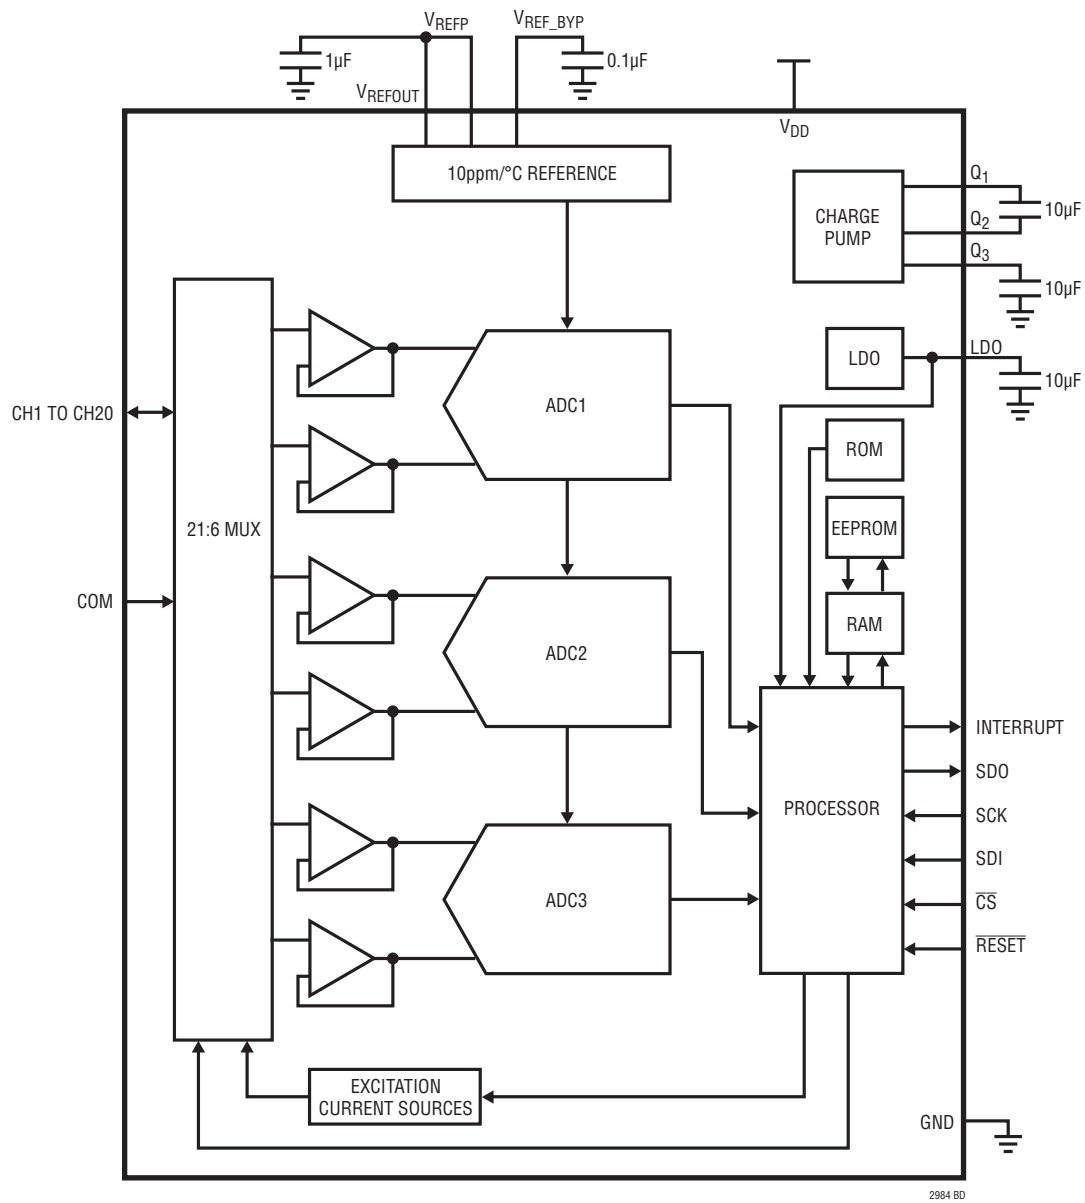 VREFP
VREF_BYP
1µF
0.1µF
VREFOUT
VDD
10ppm/°C REFERENCE
Q1
CHARGE
PUMP
10µF
Q2
Q3
10µF
LDO
LDO
10µF
ADC1
CH1 TO CH20
ROM
21:6 MUX
EEPROM
COM
RAM
ADC2
INTERRUPT
SDO
PROCESSOR
SCK
SDI
ADC3
C̅S̅
R̅E̅S̅E̅T̅
EXCITATION
CURRENT SOURCES
GND
2984 BD